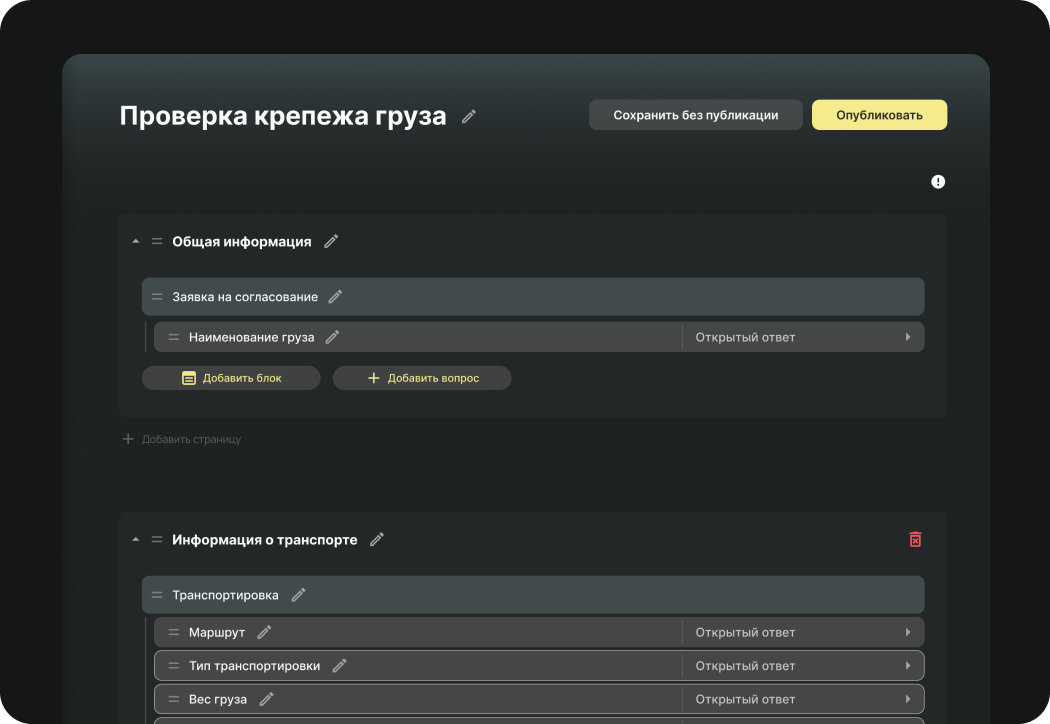 Проверка крепежа груза
Сохранить без публикации
Опубликовать
Общая информация
Заявка на согласование
Наименование груза
Открытый ответ
Добавить блок
Добавить вопрос
Добавить страницу
Информация о транспорте
Транспортировка
Маршрут
Открытый ответ
Тип транспортировки
Открытый ответ
Вес груза
Открытый ответ